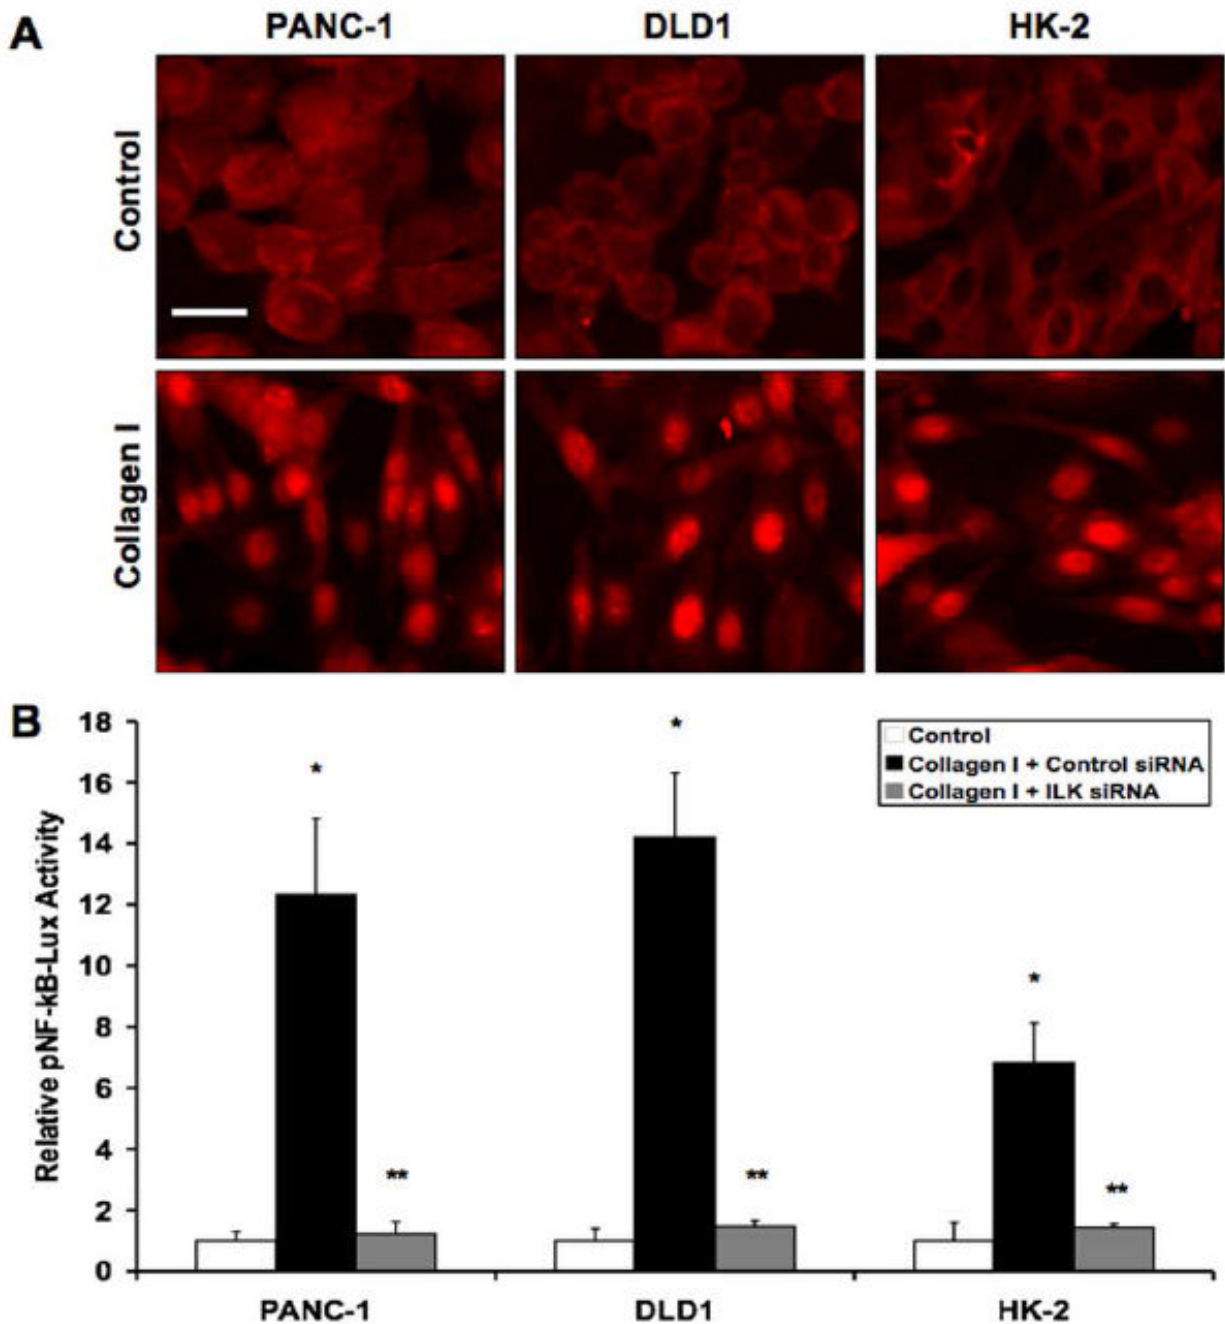 A
PANC-1 DLD1 HK-2
Control
Collagen I
B
Relative pNF-kB-Lux Activity
18
16
14
12
10
8
6
4
2
0
* * *
** ** **
Control
Collagen I + Control siRNA
Collagen I + ILK siRNA
PANC-1 DLD1 HK-2